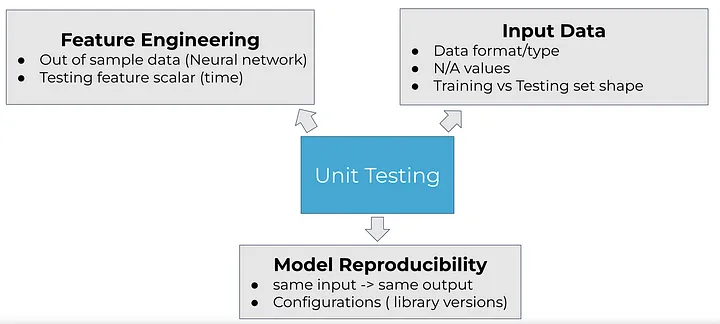 Feature Engineering
● Out of sample data (Neural network)
● Testing feature scalar (time)
Input Data
● Data format/type
● N/A values
● Training vs Testing set shape
Unit Testing
Model Reproducibility
● same input -> same output
● Configurations ( library versions)